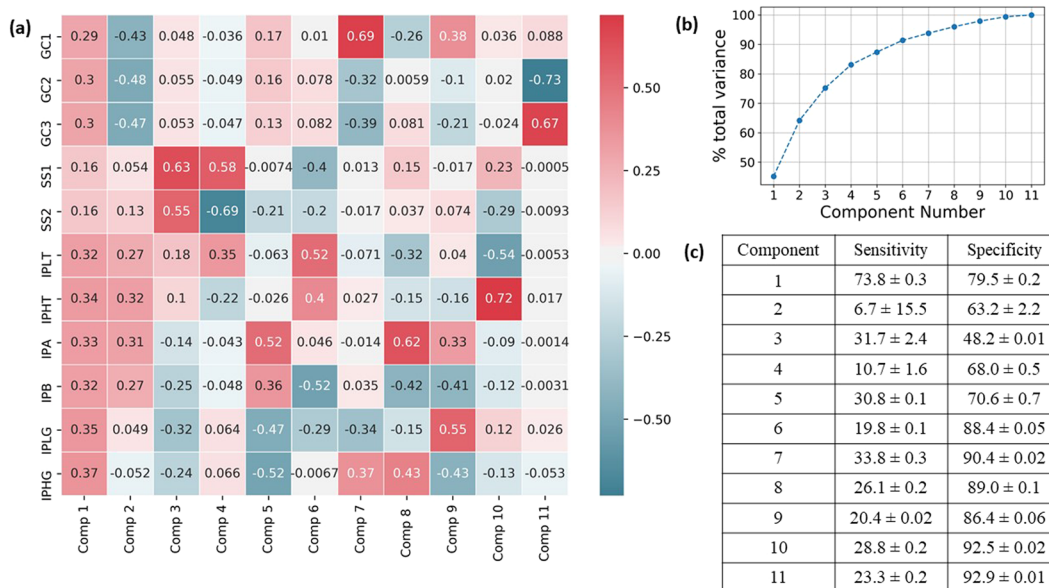 (a)
GC1 0.29 -0.43 0.048 -0.036 0.17 0.01 0.69 -0.26 0.38 0.036 0.088
GC2 0.3 -0.48 0.055 -0.049 0.16 0.078 -0.32 0.0059 -0.1 0.02 -0.73
GC3 0.3 -0.47 0.053 -0.047 0.13 0.082 -0.39 0.081 -0.21 -0.024 0.67
SS1 0.16 0.054 0.63 0.58 -0.0074 -0.4 0.013 0.15 -0.017 0.23 -0.0005
SS2 0.16 0.13 0.55 -0.69 -0.21 -0.2 -0.017 0.037 0.074 -0.29 -0.0093
IPLT 0.32 0.27 0.18 0.35 -0.063 0.52 -0.071 -0.32 0.04 -0.54 -0.0053
IPHT 0.34 0.32 0.1 -0.22 -0.026 0.4 0.027 -0.15 -0.16 0.72 0.017
IPA 0.33 0.31 -0.14 -0.043 0.52 0.046 -0.014 0.62 0.33 -0.09 -0.0014
IPB 0.32 0.27 -0.25 -0.048 0.36 -0.52 0.035 -0.42 -0.41 -0.12 -0.0031
IPLG 0.35 0.049 -0.32 0.064 -0.47 -0.29 -0.34 -0.15 0.55 0.12 0.026
IPHG 0.37 -0.052 -0.24 0.066 -0.52 -0.0067 0.37 0.43 -0.43 -0.13 -0.053
Comp 1 Comp 2 Comp 3 Comp 4 Comp 5 Comp 6 Comp 7 Comp 8 Comp 9 Comp 10 Comp 11
0.50
0.25
0.00
−0.25
−0.50
(b)
% total variance
100
90
80
70
60
50
1 2 3 4 5 6 7 8 9 10 11
Component Number
(c)
Component Sensitivity Specificity
1 73.8 ± 0.3 79.5 ± 0.2
2 6.7 ± 15.5 63.2 ± 2.2
3 31.7 ± 2.4 48.2 ± 0.01
4 10.7 ± 1.6 68.0 ± 0.5
5 30.8 ± 0.1 70.6 ± 0.7
6 19.8 ± 0.1 88.4 ± 0.05
7 33.8 ± 0.3 90.4 ± 0.02
8 26.1 ± 0.2 89.0 ± 0.1
9 20.4 ± 0.02 86.4 ± 0.06
10 28.8 ± 0.2 92.5 ± 0.02
11 23.3 ± 0.2 92.9 ± 0.01